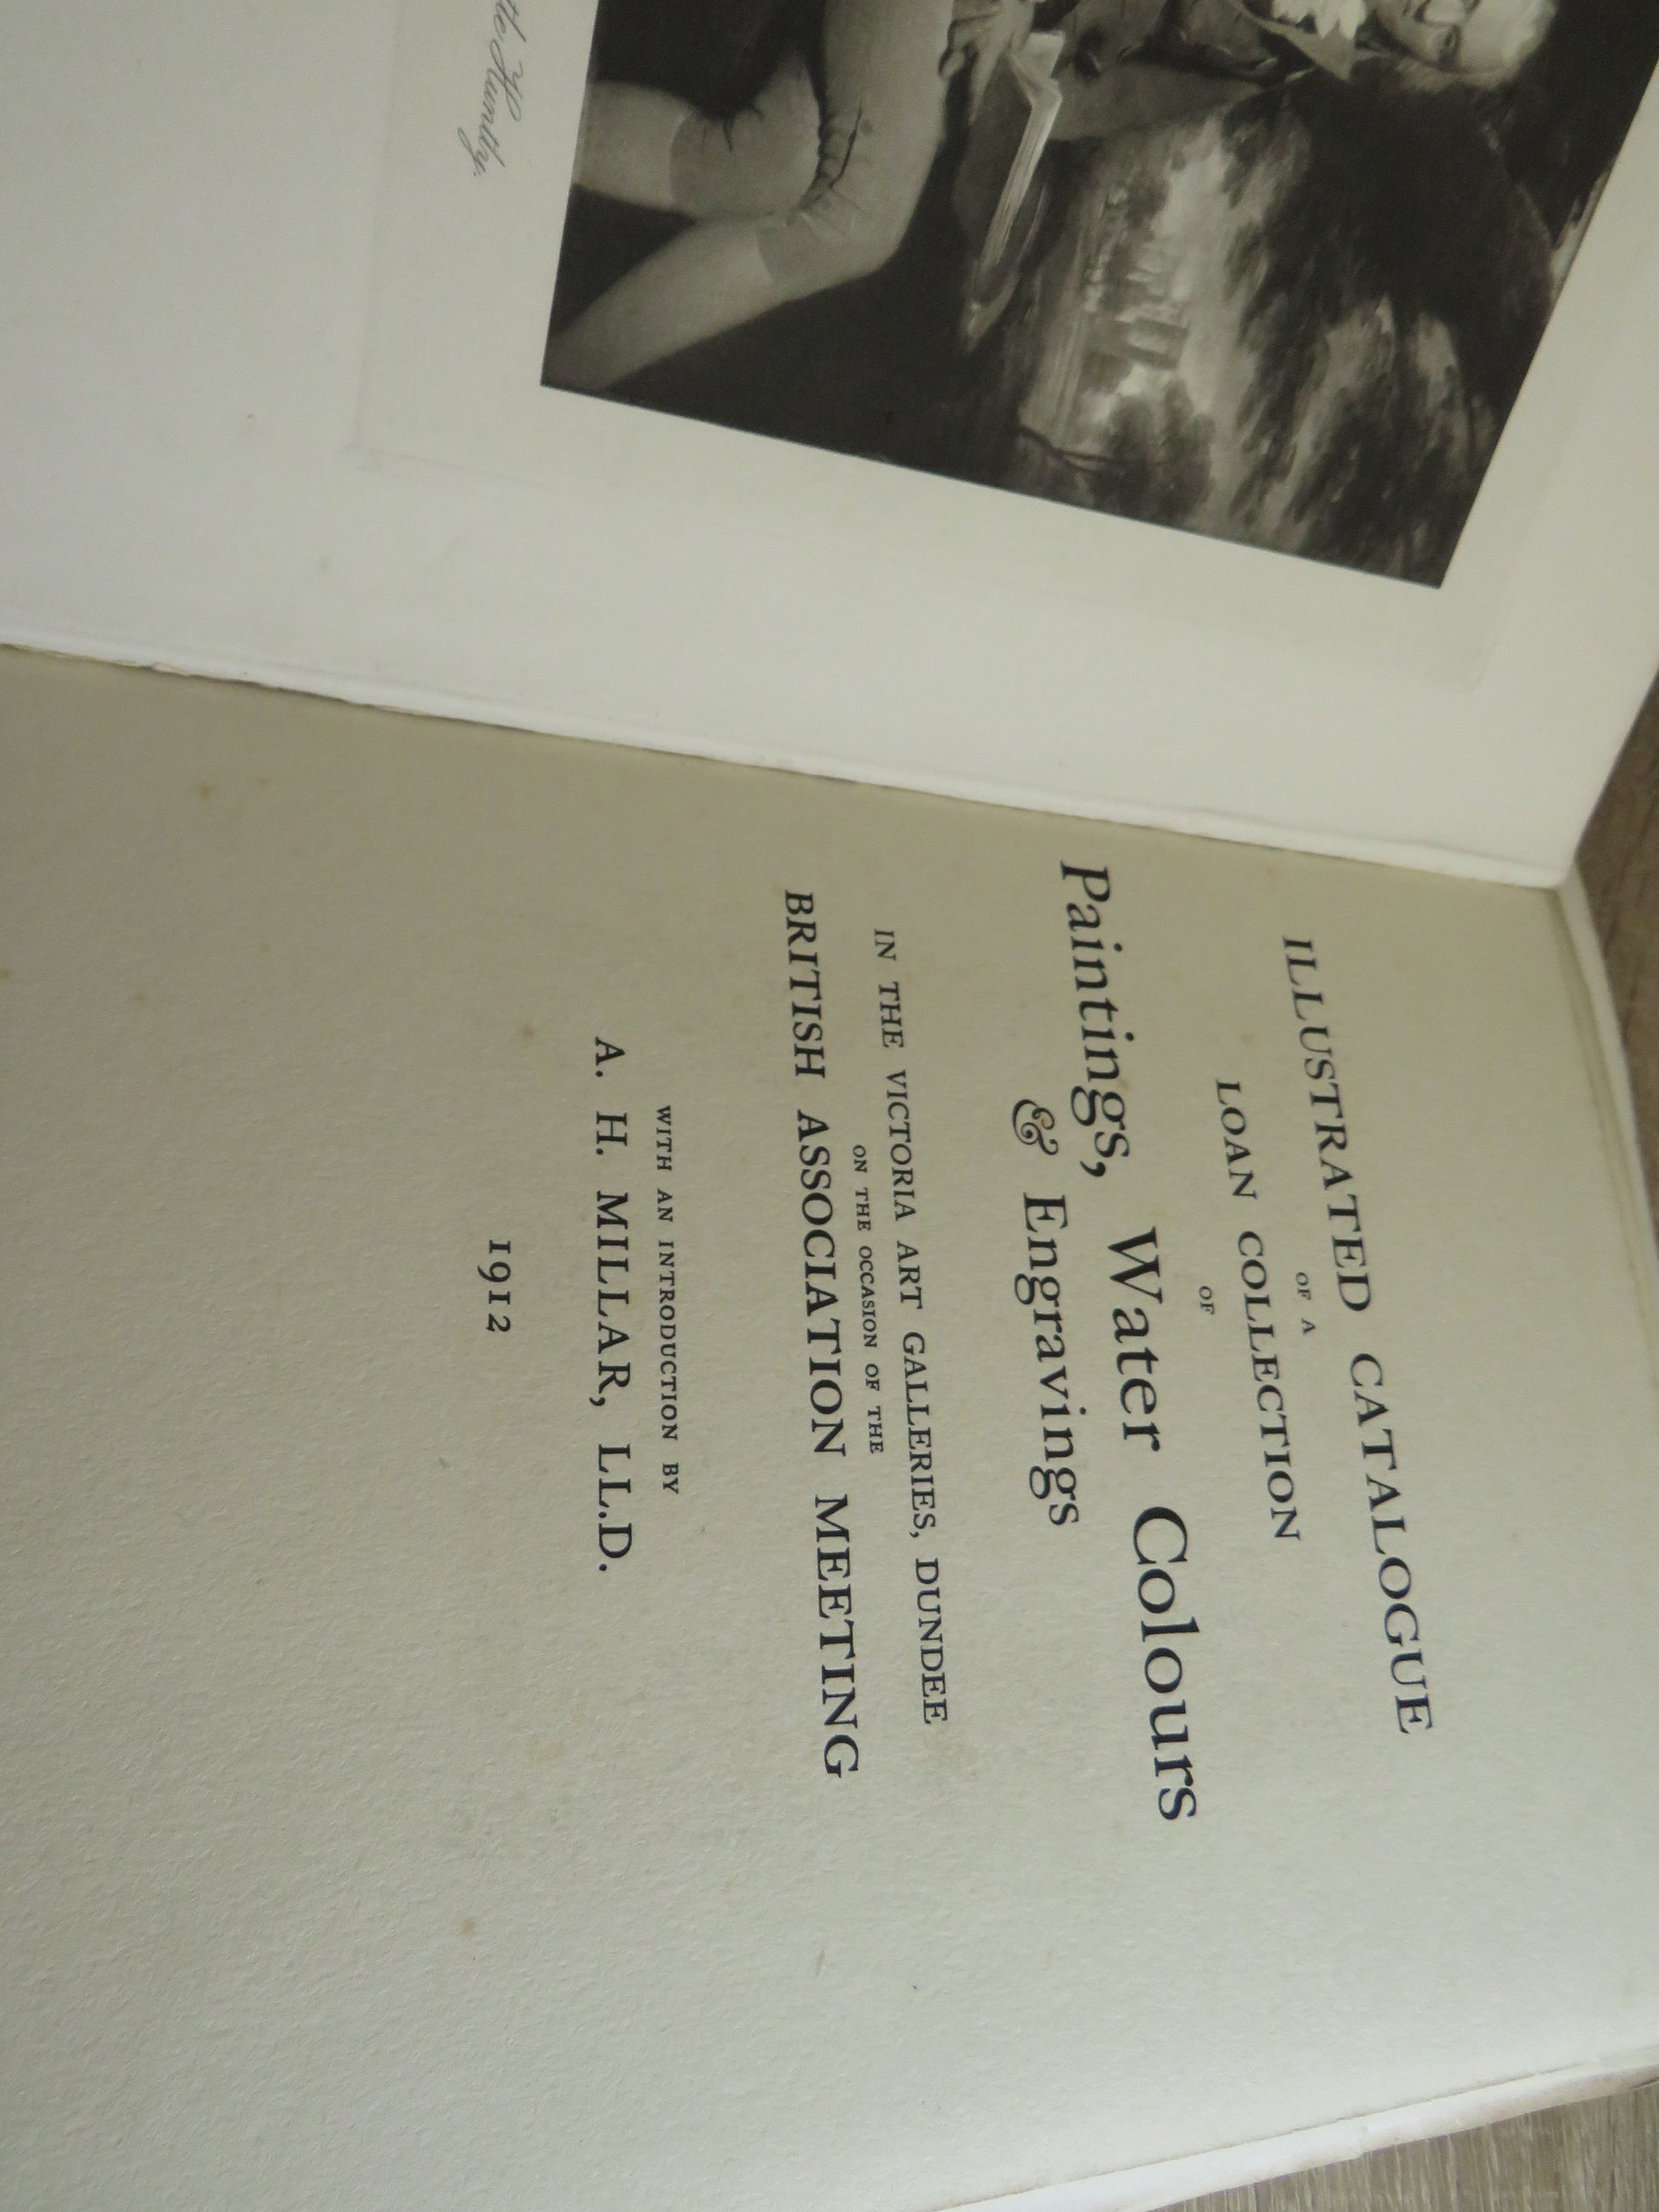 Huntly.
ILLUSTRATED CATALOGUE
OF A
LOAN COLLECTION
OF
Paintings, Water Colours
& Engravings
IN THE VICTORIA ART GALLERIES, DUNDEE
ON THE OCCASION OF THE
BRITISH ASSOCIATION MEETING
WITH AN INTRODUCTION BY
A. H. MILLAR, LL.D.
1912